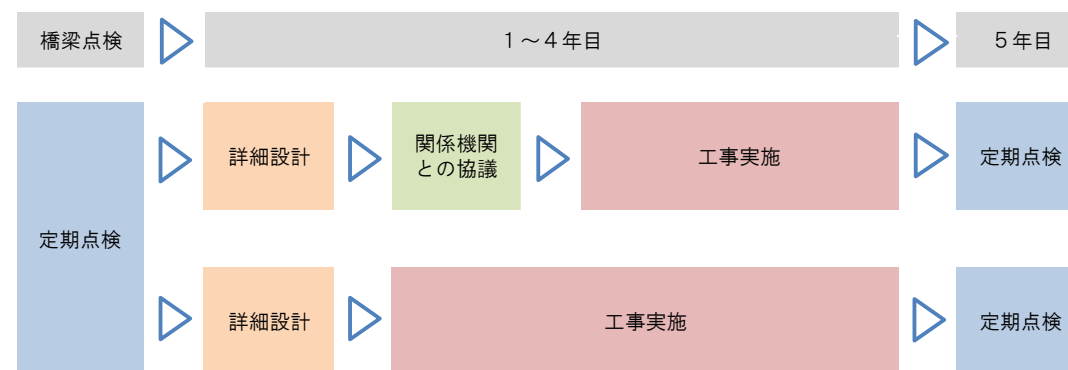 橋梁点検
1～4年目
5年目
定期点検
詳細設計
関係機関
との協議
工事実施
定期点検
詳細設計
工事実施
定期点検